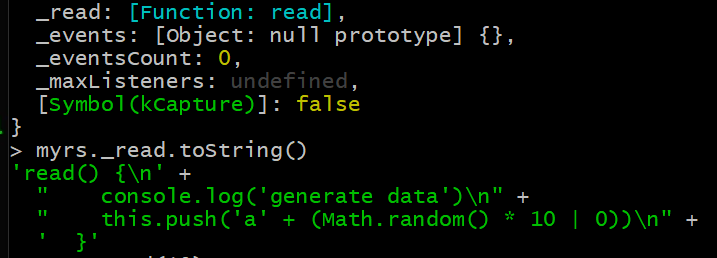 _read: [Function: read],
_events: [Object: null prototype] {},
_eventsCount: 0,
_maxListeners: undefined,
[Symbol(kCapture)]: false
}
> myrs._read.toString()
'read() {\n' +
"    console.log('generate data')\n" +
"    this.push('a' + (Math.random() * 10 | 0))\n" +
'  }'